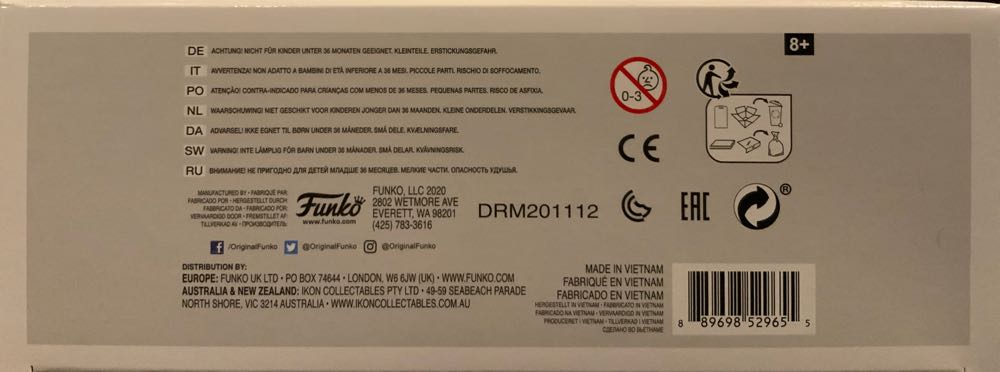 8+
DE ACHTUNG! NICHT FÜR KINDER UNTER 36 MONATEN GEEIGNET. KLEINTEILE. ERSTICKUNGSGEFAHR.
IT AVVERTENZA! NON ADATTO A BAMBINI DI ETÀ INFERIORE A 36 MESI. PICCOLE PARTI. RISCHIO DI SOFFOCAMENTO.
PO ATENÇÃO! CONTRA-INDICADO PARA CRIANÇAS COM MENOS DE 36 MESES. PEQUENAS PARTES. RISCO DE ASFIXIA.
NL WAARSCHUWING! NIET GESCHIKT VOOR KINDEREN JONGER DAN 36 MAANDEN. KLEINE ONDERDELEN. VERSTIKKINGSGEVAAR.
DA ADVARSEL! IKKE EGNET TIL BØRN UNDER 36 MÅNEDER. SMÅ DELE. KVÆLNINGSFARE.
SW VARNING! INTE LÄMPLIG FÖR BARN UNDER 36 MÅNADER. SMÅ DELAR. KVÄVNINGSRISK.
RU ВНИМАНИЕ! НЕ ПРИГОДНО ДЛЯ ДЕТЕЙ МЛАДШЕ 36 МЕСЯЦЕВ. МЕЛКИЕ ЧАСТИ. ОПАСНОСТЬ УДУШЬЯ.
0-3
CE
MANUFACTURED BY • FABRIQUÉ PAR:
FABRICADO POR • HERGESTELLT DURCH
FABRICADO DA • FABRICADO POR:
VERVAARDIGD DOOR • PREMISTILLET AF:
TILLVERKAD AV • ПРОИЗВОДИТЕЛЬ:
Funko
www.funko.com
FUNKO, LLC 2020
2802 WETMORE AVE
EVERETT, WA 98201
(425) 783-3616
DRM201112
EAC
®
/OriginalFunko @OriginalFunko @OriginalFunko
DISTRIBUTION BY:
EUROPE: FUNKO UK LTD • PO BOX 74644 • LONDON, W6 6JW (UK) • WWW.FUNKO.COM
AUSTRALIA & NEW ZEALAND: IKON COLLECTABLES PTY LTD • 49-59 SEABEACH PARADE
NORTH SHORE, VIC 3214 AUSTRALIA • WWW.IKONCOLLECTABLES.COM.AU
MADE IN VIETNAM
FABRIQUÉ EN VIETNAM
FABRICADO EN VIETNAM
HERGESTELLT IN VIETNAM • FABBRICATO IN VIETNAM
FABRICADO NA VIETNAM • VERVAARDIGD IN VIETNAM
PRODUCERET I VIETNAM • TILLVERKAD I VIETNAM
СДЕЛАНО ВО ВЬЕТНАМЕ
8 89698 52965 5